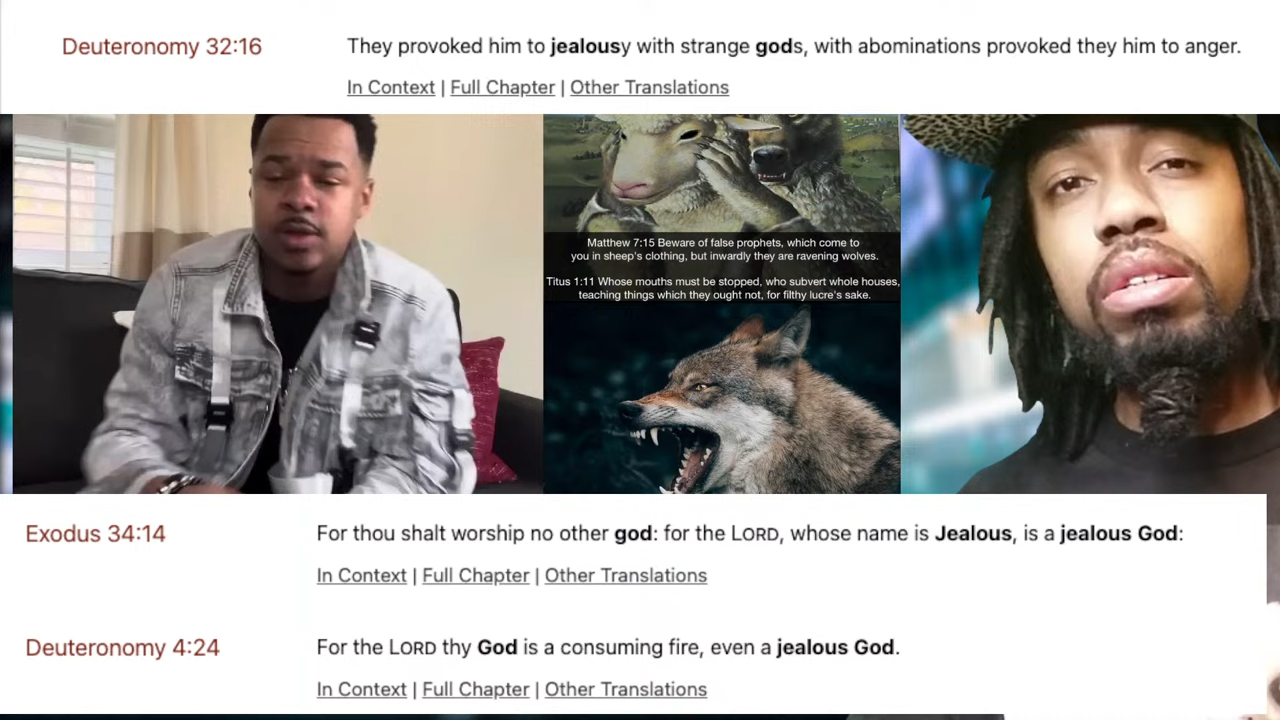 Deuteronomy 32:16
They provoked him to jealousy with strange gods, with abominations provoked they him to anger.
In Context | Full Chapter | Other Translations
Matthew 7:15 Beware of false prophets, which come to
you in sheep's clothing, but inwardly they are ravening wolves.
Titus 1:11 Whose mouths must be stopped, who subvert whole houses,
teaching things which they ought not, for filthy lucre's sake.
Exodus 34:14
For thou shalt worship no other god: for the LORD, whose name is Jealous, is a jealous God:
In Context | Full Chapter | Other Translations
Deuteronomy 4:24
For the LORD thy God is a consuming fire, even a jealous God.
In Context | Full Chapter | Other Translations